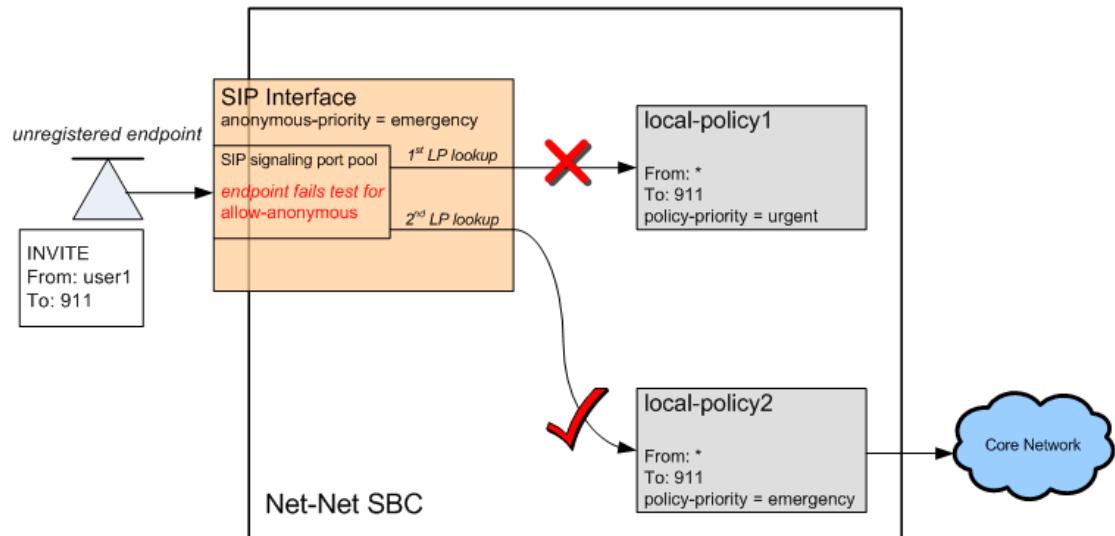 unregistered endpoint
INVITE
From: user1
To: 911
SIP Interface
anonymous-priority = emergency
SIP signaling port pool
endpoint fails test for
allow-anonymous
1st LP lookup
2nd LP lookup
local-policy1
From: *
To: 911
policy-priority = urgent
local-policy2
From: *
To: 911
policy-priority = emergency
Core Network
Net-Net SBC